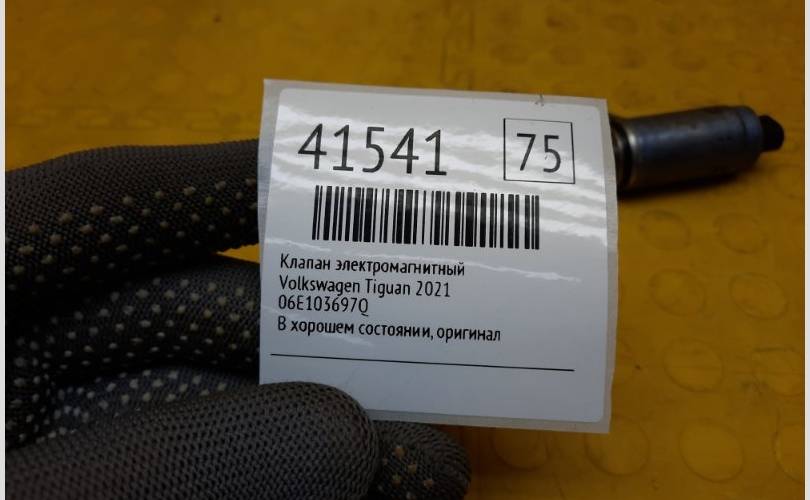 41541 75
Клапан электромагнитный
Volkswagen Tiguan 2021
06E103697Q
В хорошем состоянии, оригинал